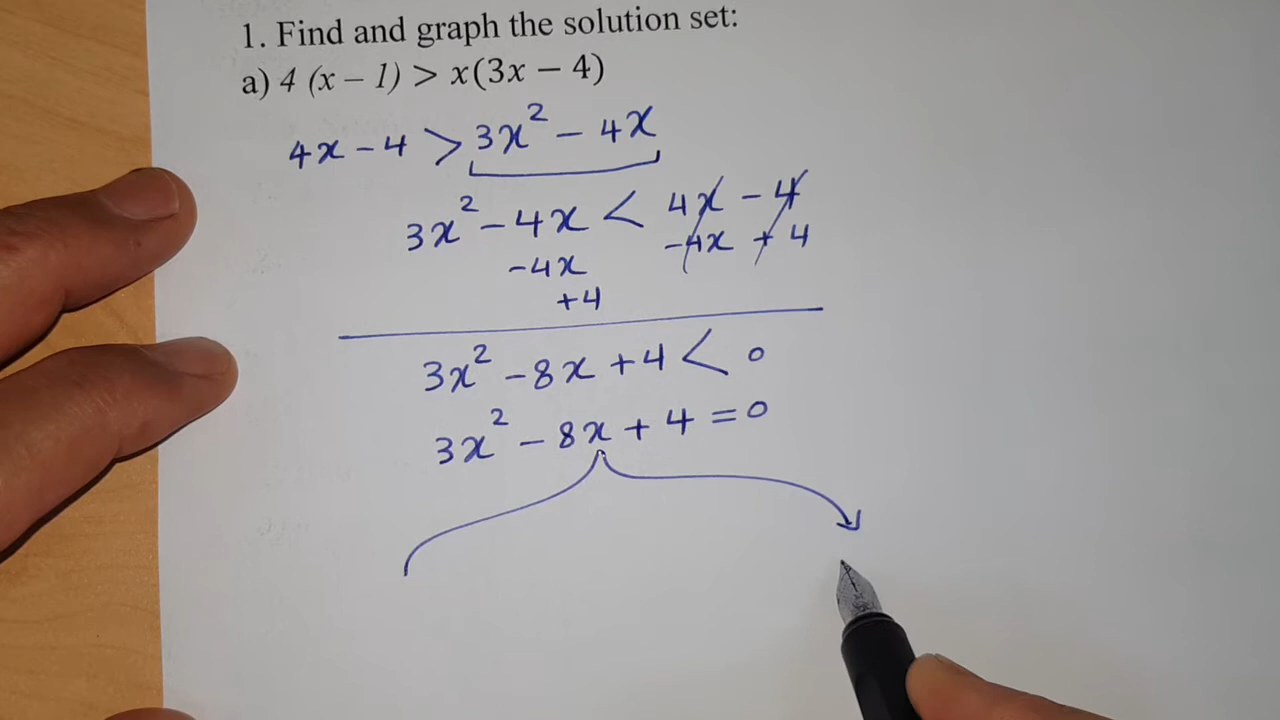 1. Find and graph the solution set:
a) 4 (x – 1) > x(3x – 4)
4x - 4 > 3x² - 4x
3x² - 4x < 4x - 4
-4x -4x + 4
+4
3x² - 8x + 4 < 0
3x² - 8x + 4 = 0